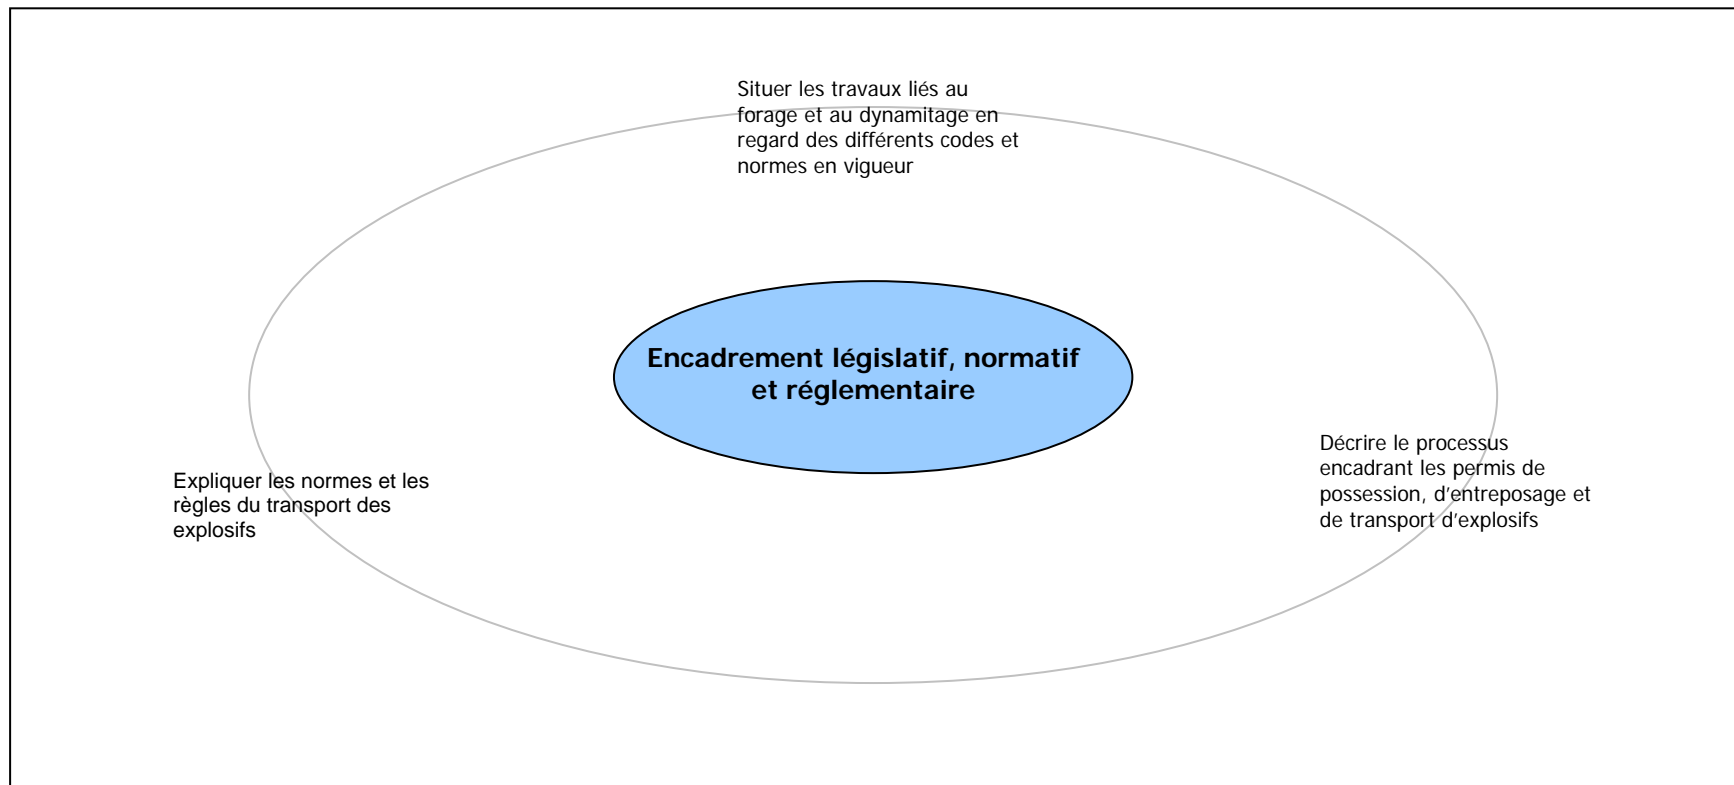 Situer les travaux liés au
forage et au dynamitage en
regard des différents codes et
normes en vigueur
Encadrement législatif, normatif
et réglementaire
Décrire le processus
encadrant les permis de
possession, d'entreposage et
de transport d'explosifs
Expliquer les normes et les
règles du transport des
explosifs